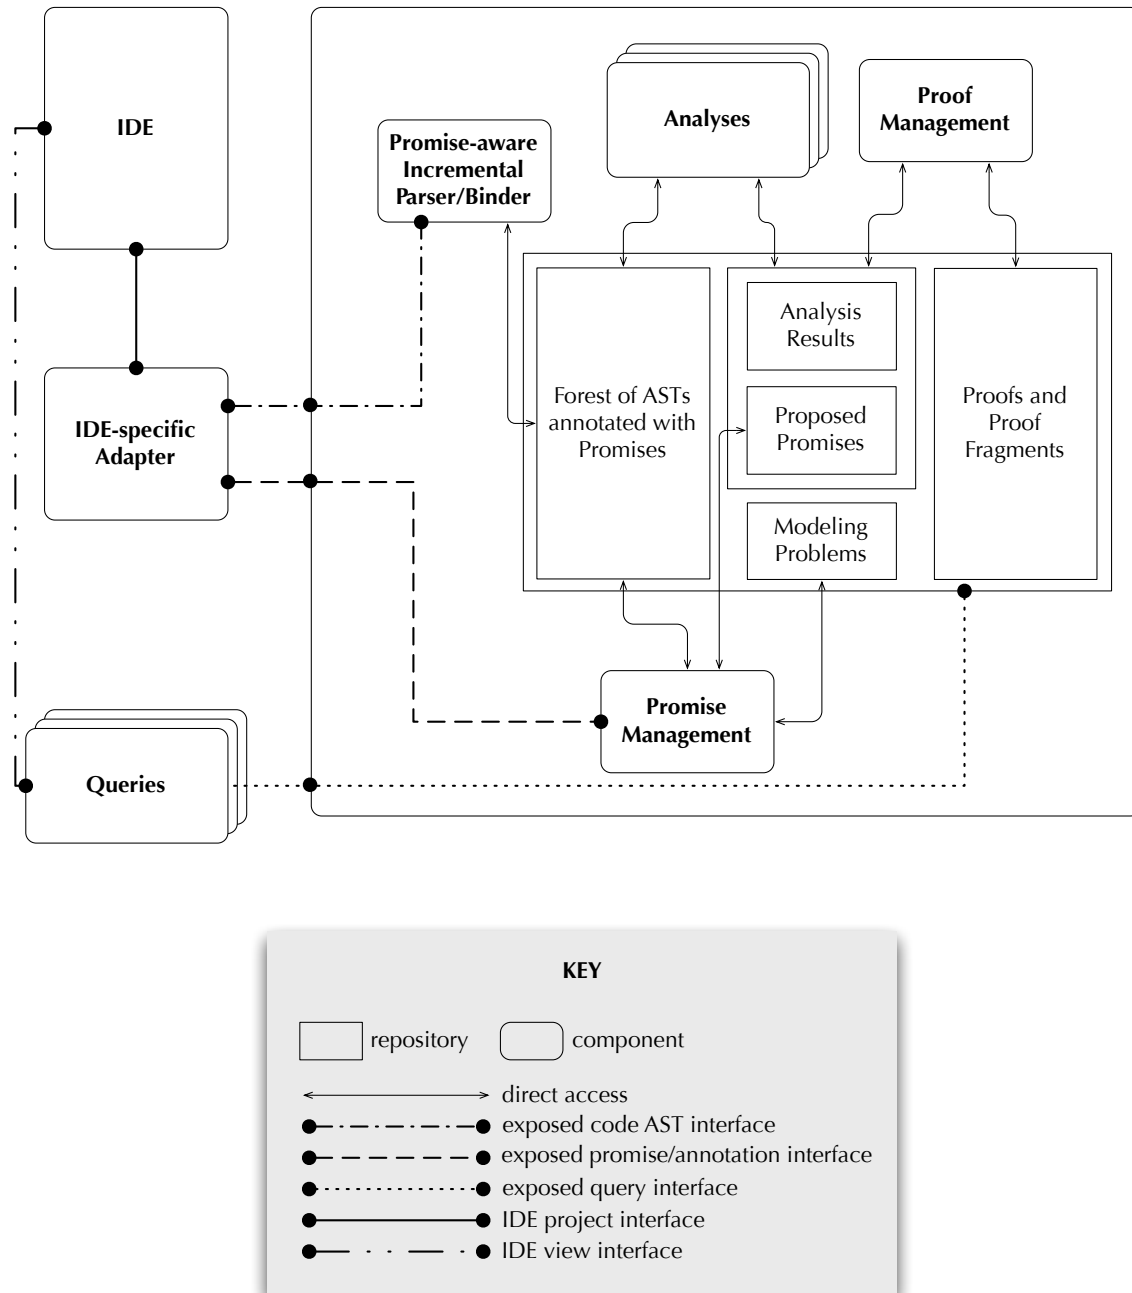 IDE
Promise-aware
Incremental
Parser/Binder
Analyses
Proof
Management
IDE-specific
Adapter
Forest of ASTs
annotated with
Promises
Analysis
Results
Proposed
Promises
Modeling
Problems
Proofs and
Proof
Fragments
Promise
Management
Queries
KEY
repository
component
direct access
exposed code AST interface
exposed promise/annotation interface
exposed query interface
IDE project interface
IDE view interface